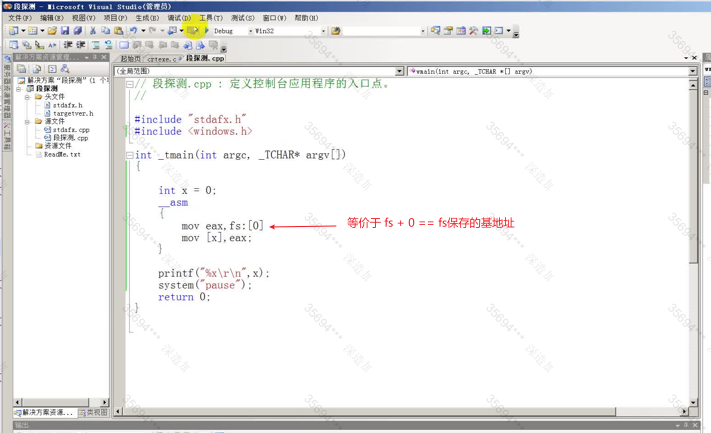 段探测 - Microsoft Visual Studio(管理员)
文件(F) 编辑(E) 视图(V) 项目(P) 生成(B) 调试(D) 工具(T) 测试(S) 窗口(W) 帮助(H)
Debug Win32
解决方案资源管理...
起始页 crtexe.c 段探测.cpp
(全局范围) wmain(int argc, _TCHAR *[] argv)
解决方案"段探测"(1 个
段探测
头文件
stdafx.h
targetver.h
源文件
stdafx.cpp
段探测.cpp
资源文件
ReadMe.txt
// 段探测.cpp : 定义控制台应用程序的入口点。
//
#include "stdafx.h"
#include <windows.h>
int _tmain(int argc, _TCHAR* argv[])
{
int x = 0;
__asm
{
mov eax,fs:[0]
mov [x],eax;
}
printf("%x\r\n",x);
system("pause");
return 0;
}
等价于 fs + 0 == fs保存的基地址
解决方案资源... 类视图
输出